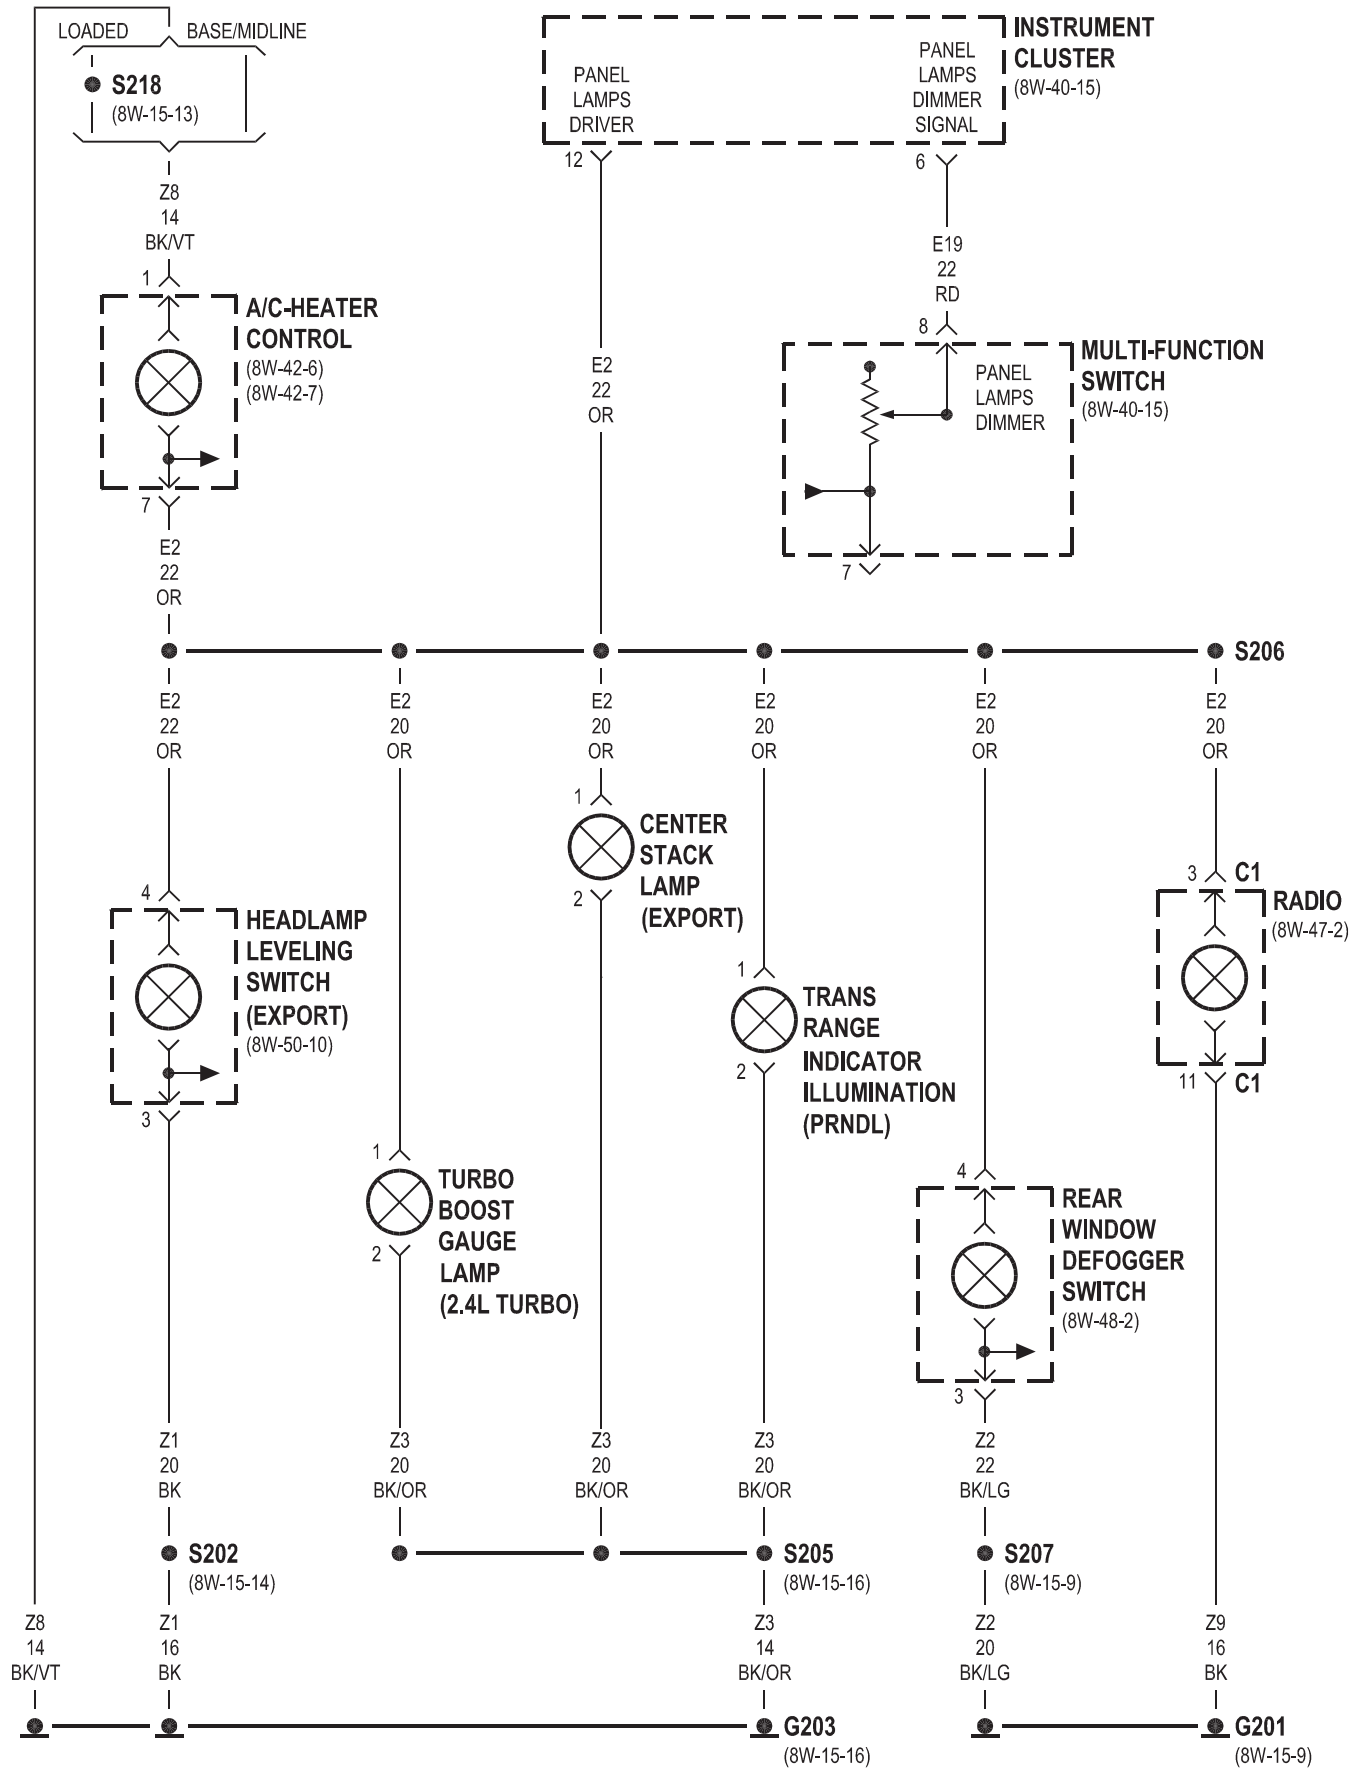 LOADED
BASE/MIDLINE
S218
(8W-15-13)
Z8
14
BK/VT
1
A/C-HEATER
CONTROL
(8W-42-6)
(8W-42-7)
7
E2
22
OR
INSTRUMENT
CLUSTER
(8W-40-15)
PANEL
LAMPS
DRIVER
12
PANEL
LAMPS
DIMMER
SIGNAL
6
E2
22
OR
E19
22
RD
8
MULTI-FUNCTION
SWITCH
(8W-40-15)
PANEL
LAMPS
DIMMER
7
S206
E2
22
OR
E2
20
OR
E2
20
OR
E2
20
OR
E2
20
OR
E2
20
OR
4
HEADLAMP
LEVELING
SWITCH
(EXPORT)
(8W-50-10)
3
1
TURBO
BOOST
GAUGE
LAMP
(2.4L TURBO)
2
1
CENTER
STACK
LAMP
(EXPORT)
2
1
TRANS
RANGE
INDICATOR
ILLUMINATION
(PRNDL)
2
4
REAR
WINDOW
DEFOGGER
SWITCH
(8W-48-2)
3
3 C1
RADIO
(8W-47-2)
11 C1
Z1
20
BK
Z3
20
BK/OR
Z3
20
BK/OR
Z3
20
BK/OR
Z2
22
BK/LG
S202
(8W-15-14)
S205
(8W-15-16)
S207
(8W-15-9)
Z8
14
BK/VT
Z1
16
BK
Z3
14
BK/OR
Z2
20
BK/LG
Z9
16
BK
G203
(8W-15-16)
G201
(8W-15-9)